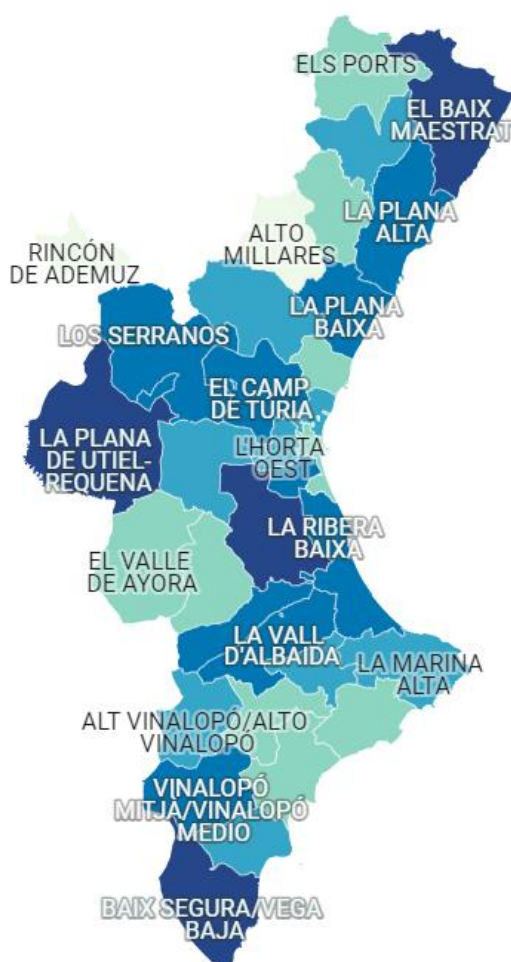 ELS PORTS
EL BAIX
MAESTRAT
LA PLANA
ALTA
ALTO
MILLARES
RINCÓN
DE ADEMUZ
LA PLANA
BAIXA
LOS SERRANOS
EL CAMP
DE TÚRIA
LA PLANA
DE UTIEL-
REQUENA
L'HORTA
OEST
LA RIBERA
BAIXA
EL VALLE
DE AYORA
LA VALL
D'ALBAIDA
LA MARINA
ALTA
ALT VINALOPÓ/ALTO
VINALOPÓ
VINALOPÓ
MITJÀ/VINALOPÓ
MEDIO
BAIX SEGURA/VEGA
BAJA